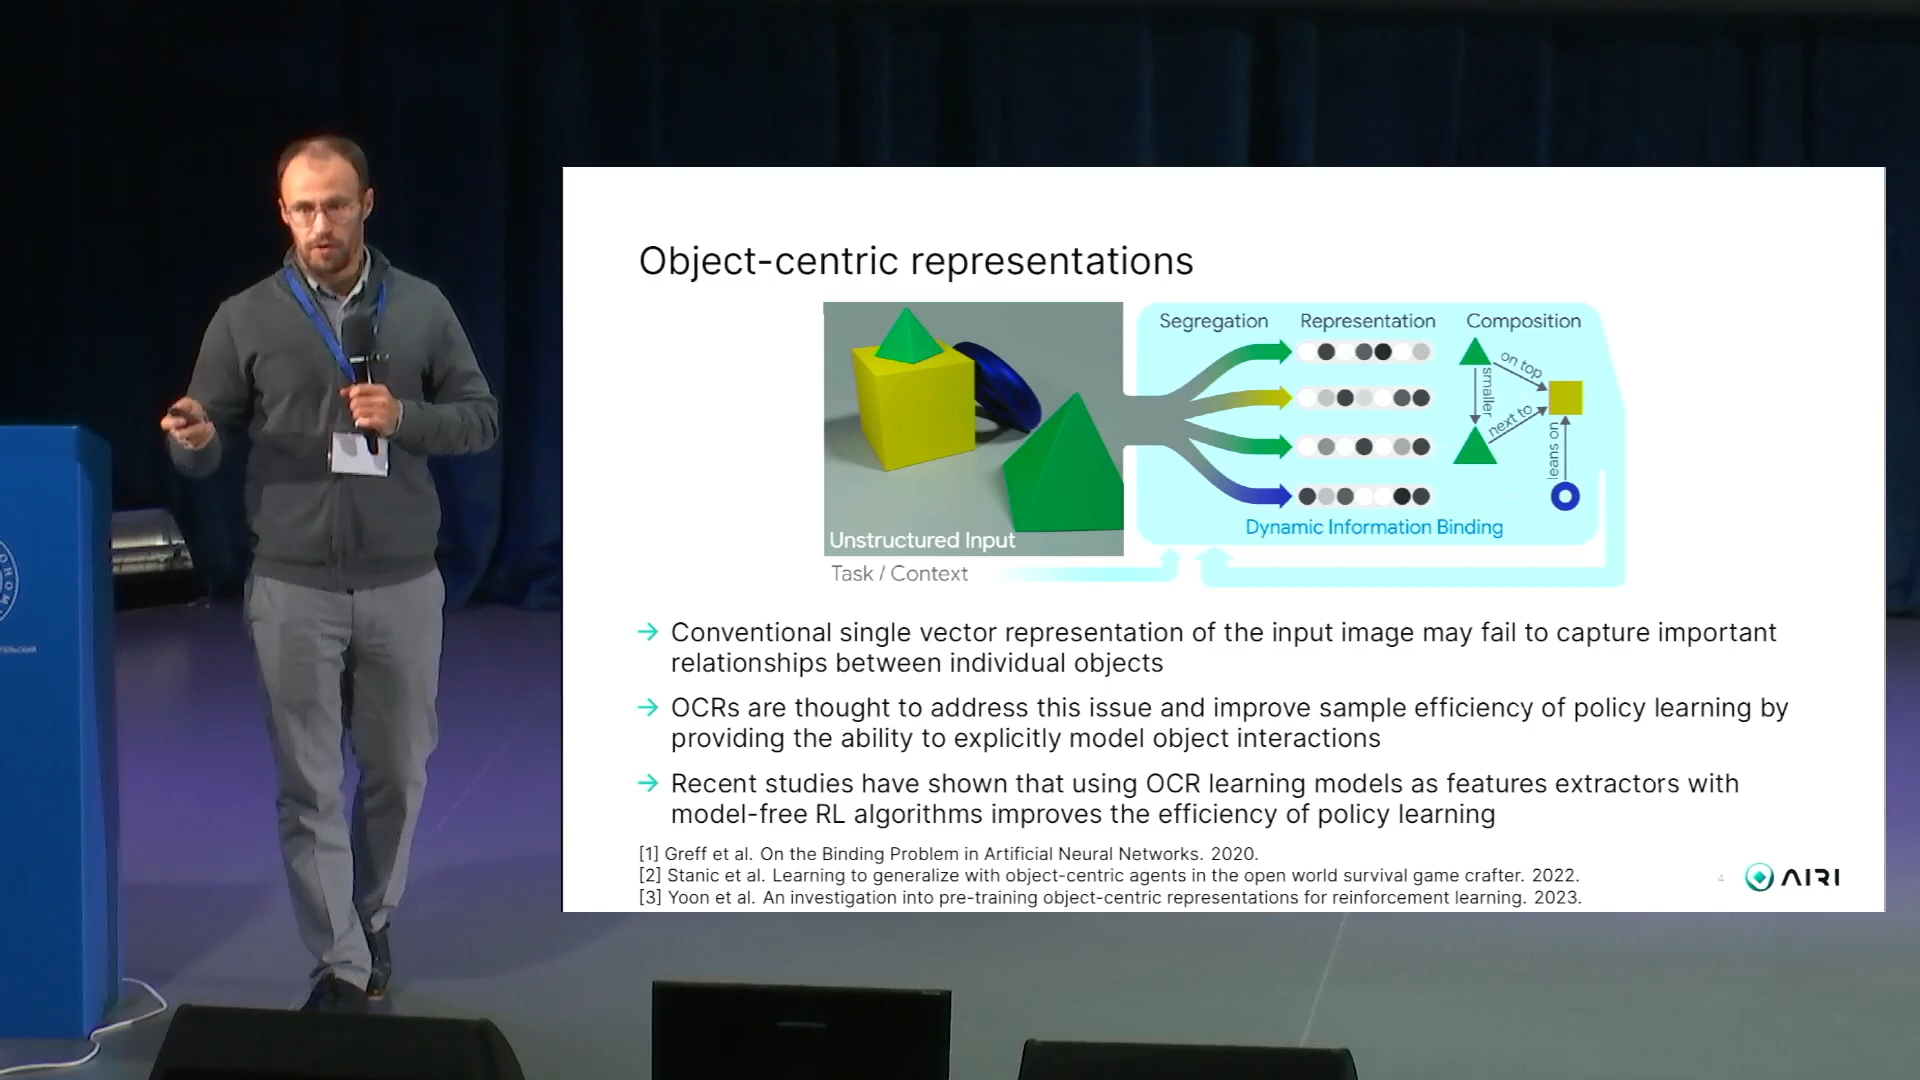 Object-centric representations
Segregation Representation Composition
on top
smaller
next to
leans on
Unstructured Input
Dynamic Information Binding
Task / Context
→ Conventional single vector representation of the input image may fail to capture important
relationships between individual objects
→ OCRs are thought to address this issue and improve sample efficiency of policy learning by
providing the ability to explicitly model object interactions
→ Recent studies have shown that using OCR learning models as features extractors with
model-free RL algorithms improves the efficiency of policy learning
[1] Greff et al. On the Binding Problem in Artificial Neural Networks. 2020.
[2] Stanic et al. Learning to generalize with object-centric agents in the open world survival game crafter. 2022.
[3] Yoon et al. An investigation into pre-training object-centric representations for reinforcement learning. 2023.
4
AIRI